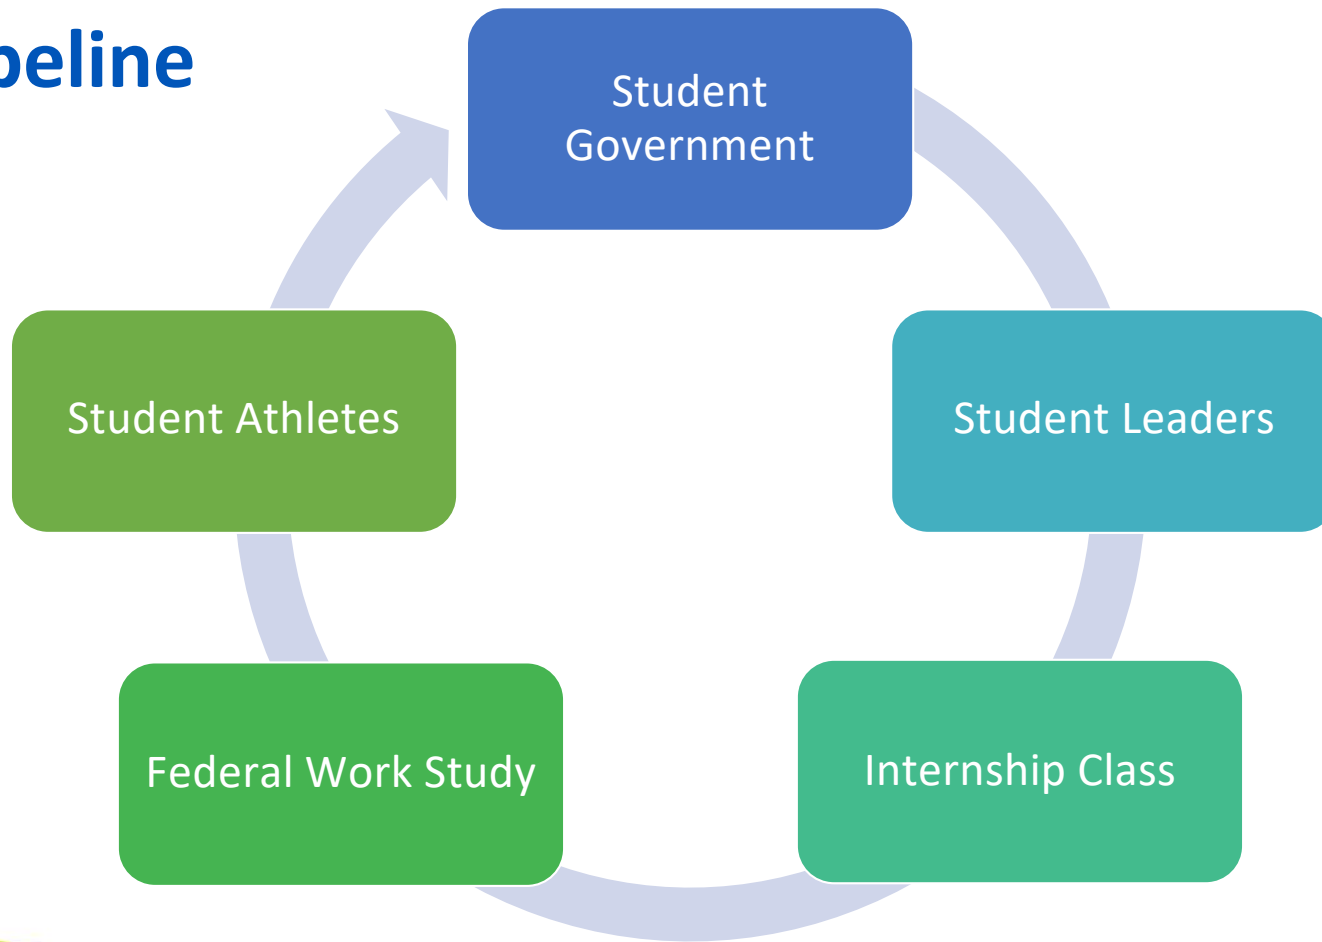 peline
Student
Government
Student Leaders
Internship Class
Federal Work Study
Student Athletes